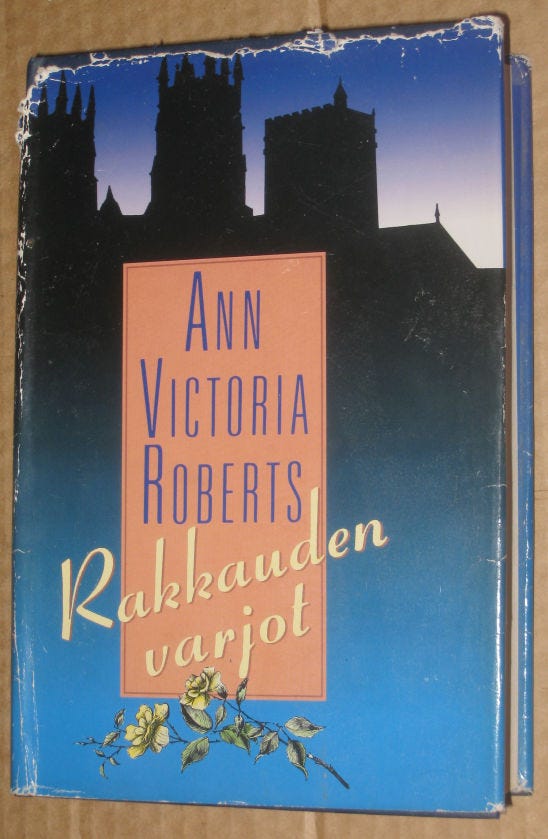 ANN
VICTORIA
ROBERTS
Rakkauden
varjot